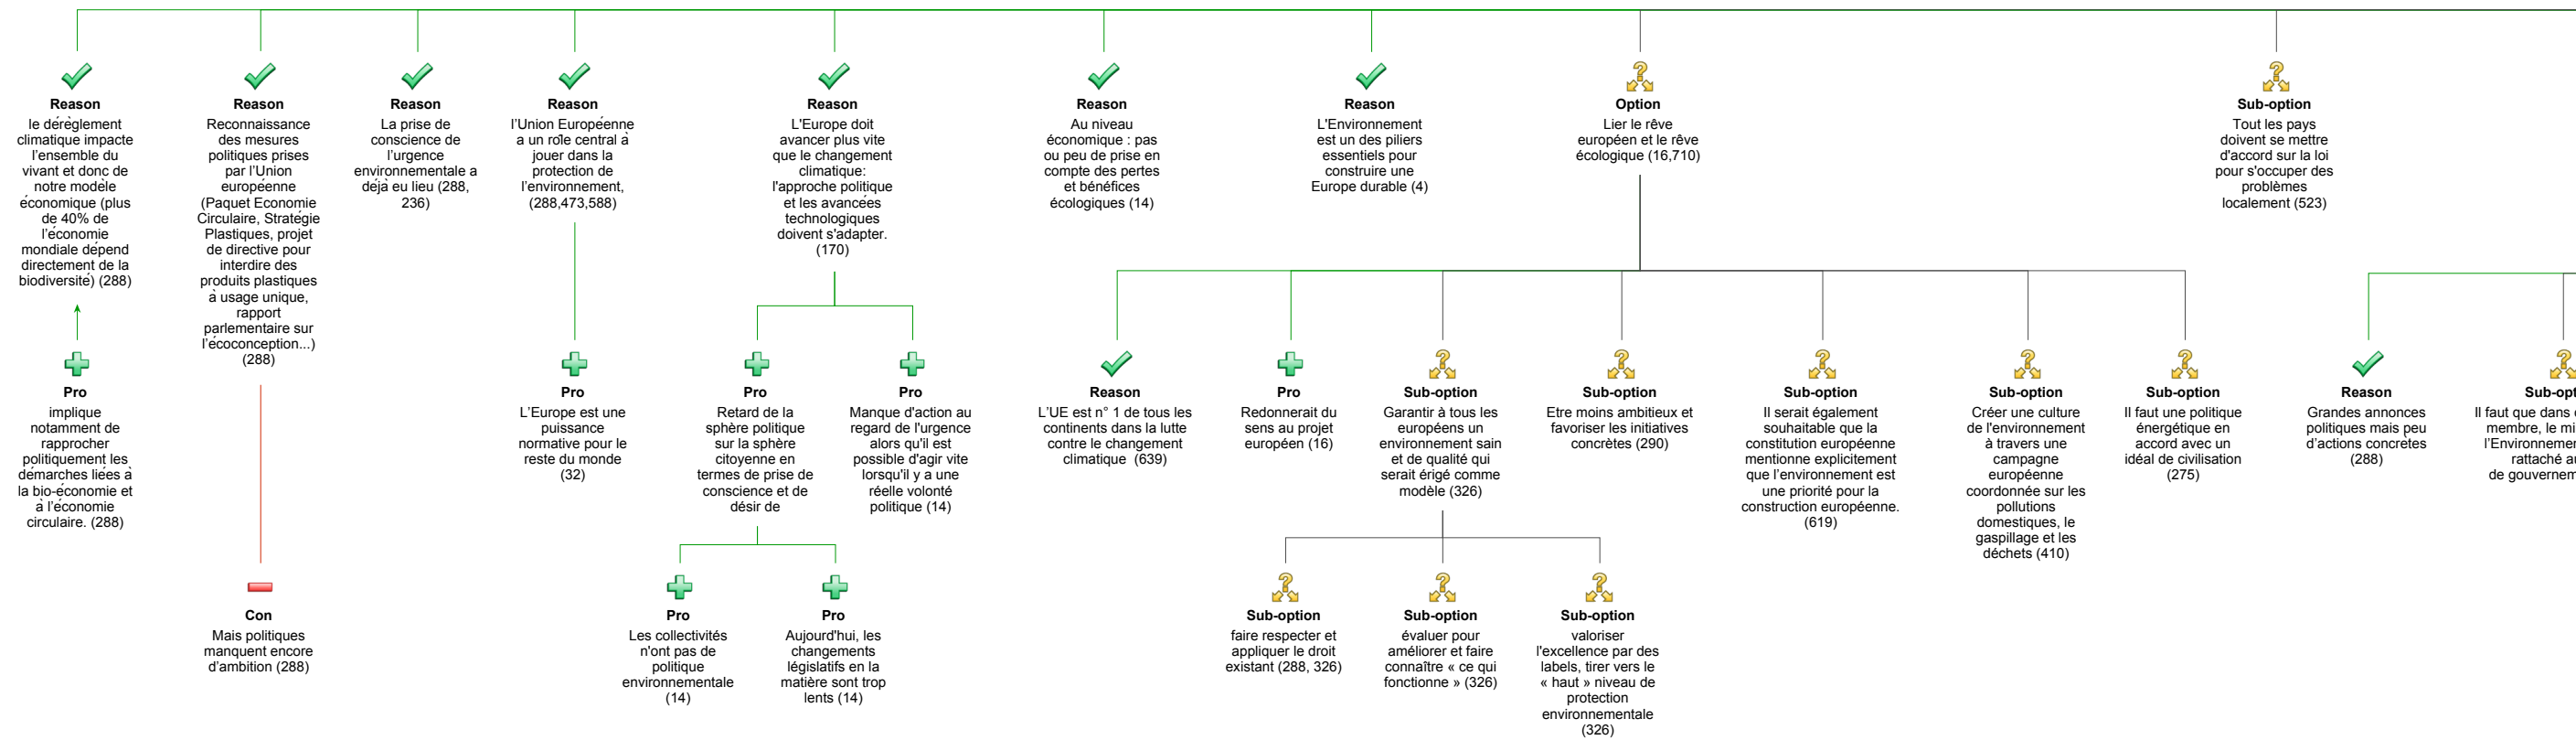 Reason
le dérèglement
climatique impacte
l'ensemble du
vivant et donc de
notre modèle
économique (plus
de 40% de
l'économie
mondiale dépend
directement de la
biodiversité) (288)
Pro
implique
notamment de
rapprocher
politiquement les
démarches liées à
la bio-économie et
à l'économie
circulaire. (288)
Reason
Reconnaissance
des mesures
politiques prises
par l'Union
européenne
(Paquet Economie
Circulaire, Stratégie
Plastiques, projet
de directive pour
interdire des
produits plastiques
à usage unique,
rapport
parlementaire sur
l'écoconception...)
(288)
Con
Mais politiques
manquent encore
d'ambition (288)
Reason
La prise de
conscience de
l'urgence
environnementale a
déjà eu lieu (288,
236)
Reason
l'Union Européenne
a un rôle central à
jouer dans la
protection de
l'environnement,
(288,473,588)
Pro
L'Europe est une
puissance
normative pour le
reste du monde
(32)
Reason
L'Europe doit
avancer plus vite
que le changement
climatique:
l'approche politique
et les avancées
technologiques
doivent s'adapter.
(170)
Pro
Retard de la
sphère politique
sur la sphère
citoyenne en
termes de prise de
conscience et de
désir de
Pro
Les collectivités
n'ont pas de
politique
environnementale
(14)
Pro
Aujourd'hui, les
changements
législatifs en la
matière sont trop
lents (14)
Pro
Manque d'action au
regard de l'urgence
alors qu'il est
possible d'agir vite
lorsqu'il y a une
réelle volonté
politique (14)
Reason
Au niveau
économique : pas
ou peu de prise en
compte des pertes
et bénéfices
écologiques (14)
Reason
L'Environnement
est un des piliers
essentiels pour
construire une
Europe durable (4)
Option
Lier le rêve
européen et le rêve
écologique (16,710)
Reason
L'UE est n° 1 de tous les
continents dans la lutte
contre le changement
climatique (639)
Pro
Redonnerait du
sens au projet
européen (16)
Sub-option
Garantir à tous les
européens un
environnement sain
et de qualité qui
serait érigé comme
modèle (326)
Sub-option
faire respecter et
appliquer le droit
existant (288, 326)
Sub-option
évaluer pour
améliorer et faire
connaître « ce qui
fonctionne » (326)
Sub-option
valoriser
l'excellence par des
labels, tirer vers le
« haut » niveau de
protection
environnementale
(326)
Sub-option
Etre moins ambitieux et
favoriser les initiatives
concrètes (290)
Sub-option
Il serait également
souhaitable que la
constitution européenne
mentionne explicitement
que l'environnement est
une priorité pour la
construction européenne.
(619)
Sub-option
Créer une culture
de l'environnement
à travers une
campagne
européenne
coordonnée sur les
pollutions
domestiques, le
gaspillage et les
déchets (410)
Sub-option
Il faut une politique
énergétique en
accord avec un
idéal de civilisation
(275)
Sub-option
Tout les pays
doivent se mettre
d'accord sur la loi
pour s'occuper des
problèmes
localement (523)
Reason
Grandes annonces
politiques mais peu
d'actions concretes
(288)
Il faut que dans
membre, le
rattaché